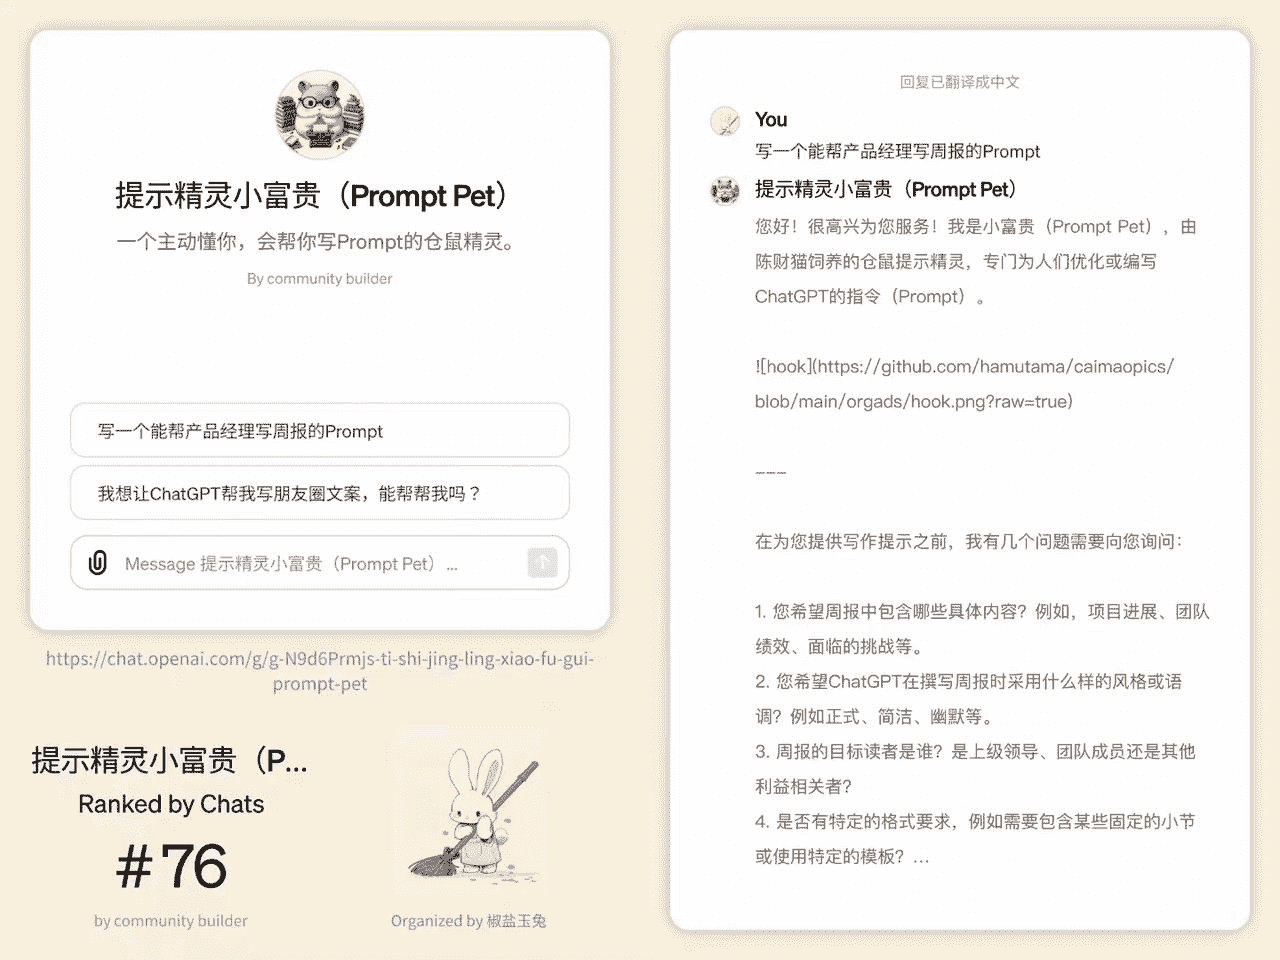 提示精灵小富贵（Prompt Pet）
一个主动懂你，会帮你写Prompt的仓鼠精灵。
By community builder
写一个能帮产品经理写周报的Prompt
我想让ChatGPT帮我写朋友圈文案，能帮帮我吗？
Message 提示精灵小富贵（Prompt Pet）...
https://chat.openai.com/g/g-N9d6Prmjs-ti-shi-jing-ling-xiao-fu-gui-
prompt-pet
提示精灵小富贵（P...
Ranked by Chats
#76
by community builder
Organized by 椒盐玉兔
回复已翻译成中文
You
写一个能帮产品经理写周报的Prompt
提示精灵小富贵（Prompt Pet）
您好！很高兴为您服务！我是小富贵（Prompt Pet），由
陈财猫饲养的仓鼠提示精灵，专门为人们优化或编写
ChatGPT的指令（Prompt）。
![hook](https://github.com/hamutama/caimaopics/
blob/main/orgads/hook.png?raw=true)
---
在为您提供写作提示之前，我有几个问题需要向您询问：
1. 您希望周报中包含哪些具体内容？例如，项目进展、团队
绩效、面临的挑战等。
2. 您希望ChatGPT在撰写周报时采用什么样的风格或语
调？例如正式、简洁、幽默等。
3. 周报的目标读者是谁？是上级领导、团队成员还是其他
利益相关者？
4. 是否有特定的格式要求，例如需要包含某些固定的小节
或使用特定的模板？...